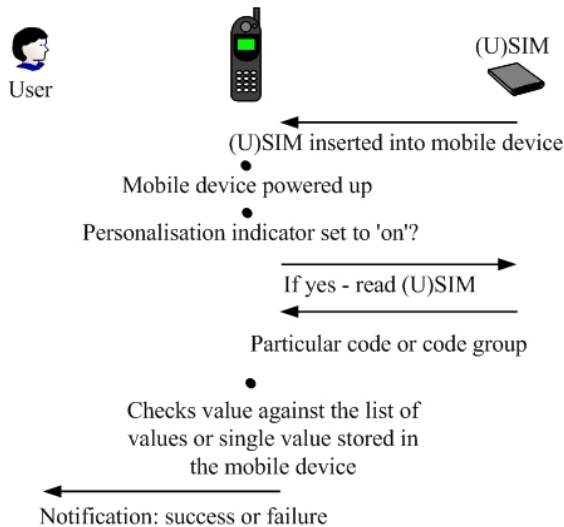 (U)SIM
User
(U)SIM inserted into mobile device
Mobile device powered up
Personalisation indicator set to 'on'?
If yes - read (U)SIM
Particular code or code group
Checks value against the list of
values or single value stored in
the mobile device
Notification: success or failure